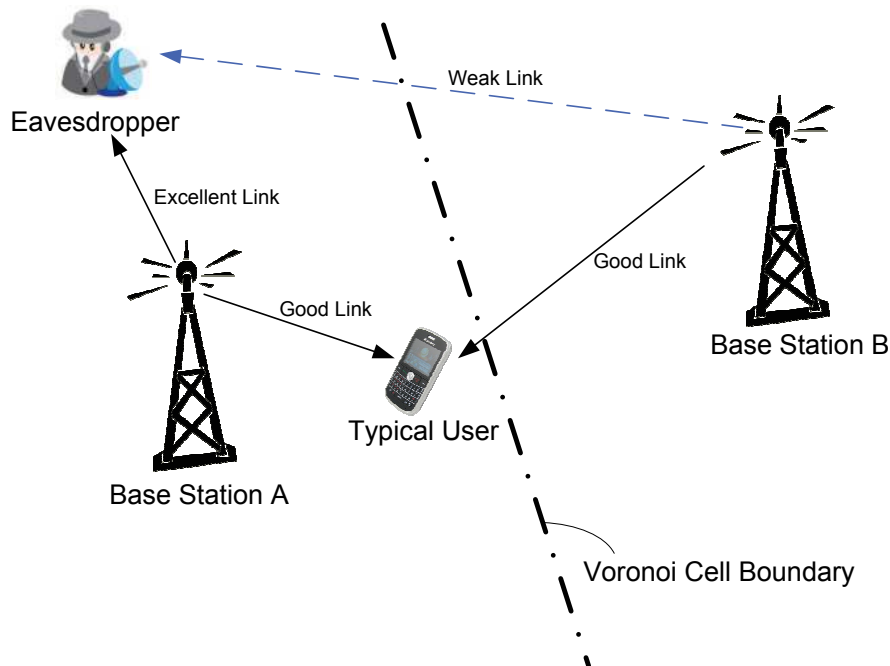 Weak Link
Eavesdropper
Excellent Link
Good Link
Good Link
Base Station B
Typical User
Base Station A
Voronoi Cell Boundary